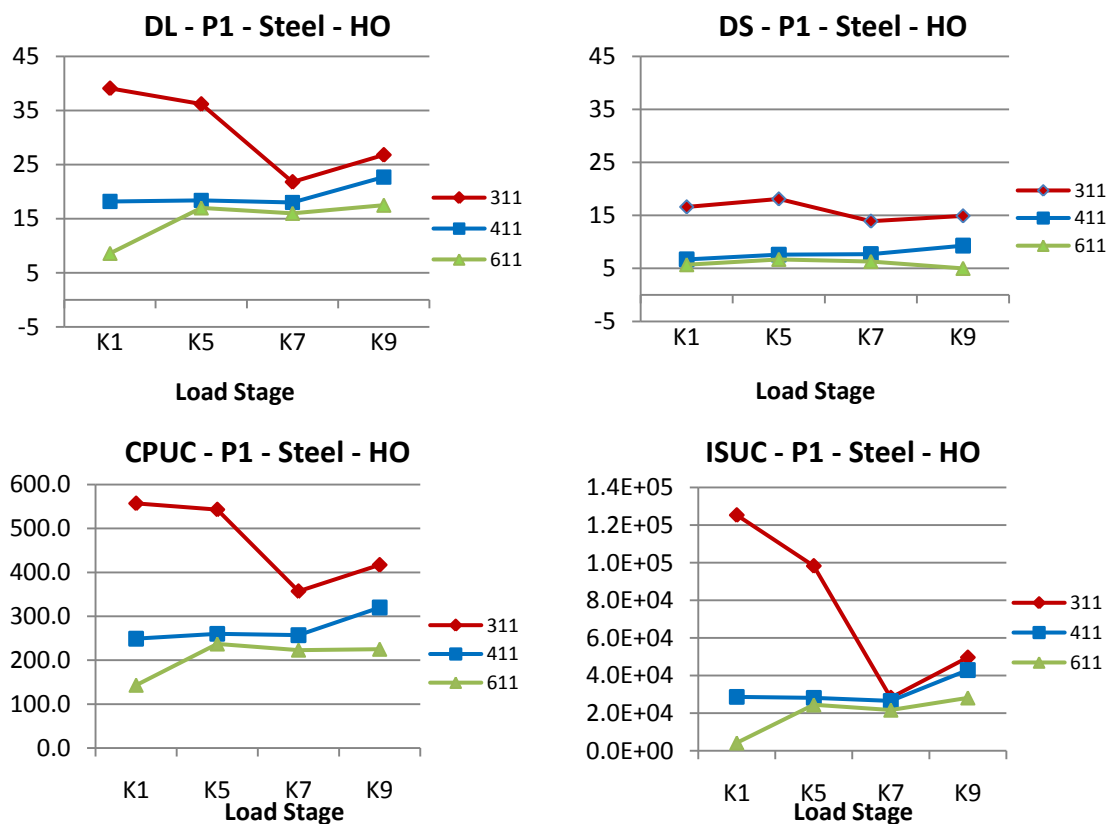 DL - P1 - Steel - HO
45
35
25
15
5
-5
K1 K5 K7 K9
Load Stage
311
411
611
DS - P1 - Steel - HO
45
35
25
15
5
-5
K1 K5 K7 K9
Load Stage
311
411
611
CPUC - P1 - Steel - HO
600.0
500.0
400.0
300.0
200.0
100.0
0.0
K1 K5 K7 K9
Load Stage
311
411
611
ISUC - P1 - Steel - HO
1.4E+05
1.2E+05
1.0E+05
8.0E+04
6.0E+04
4.0E+04
2.0E+04
0.0E+00
K1 K5 K7 K9
Load Stage
311
411
611